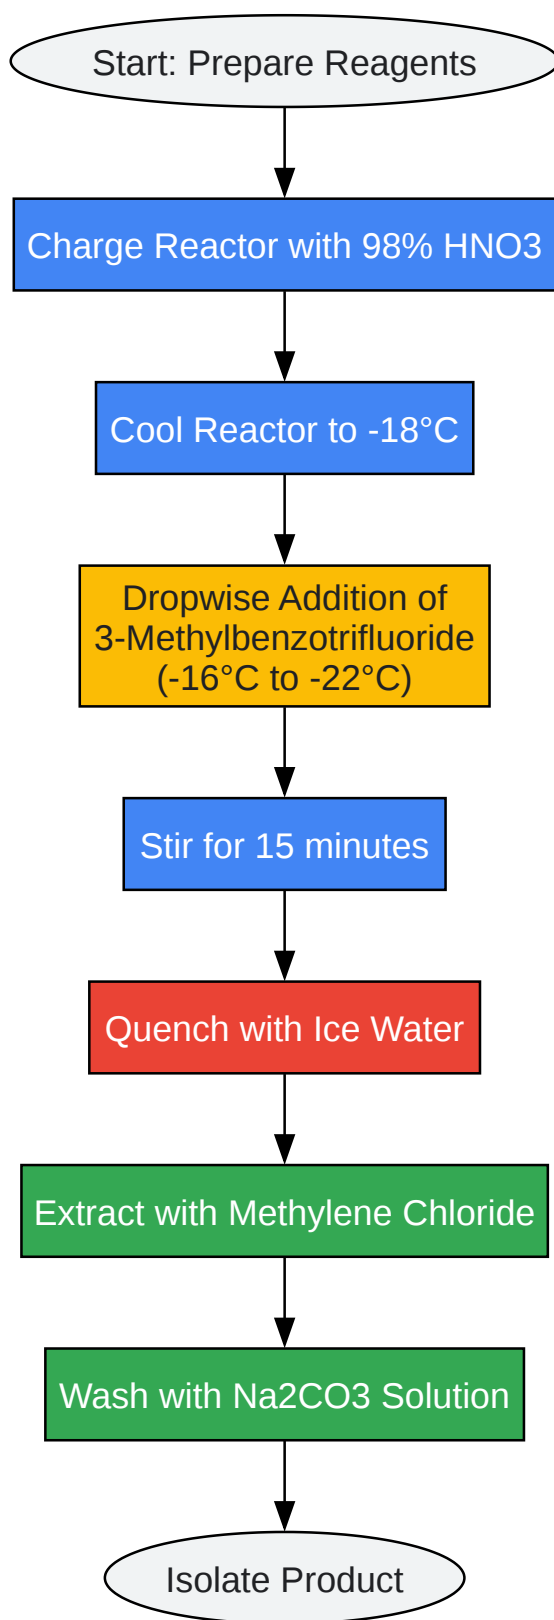 Start: Prepare Reagents
Charge Reactor with 98% HNO3
Cool Reactor to -18°C
Dropwise Addition of
3-Methylbenzotrifluoride
(-16°C to -22°C)
Stir for 15 minutes
Quench with Ice Water
Extract with Methylene Chloride
Wash with Na2CO3 Solution
Isolate Product